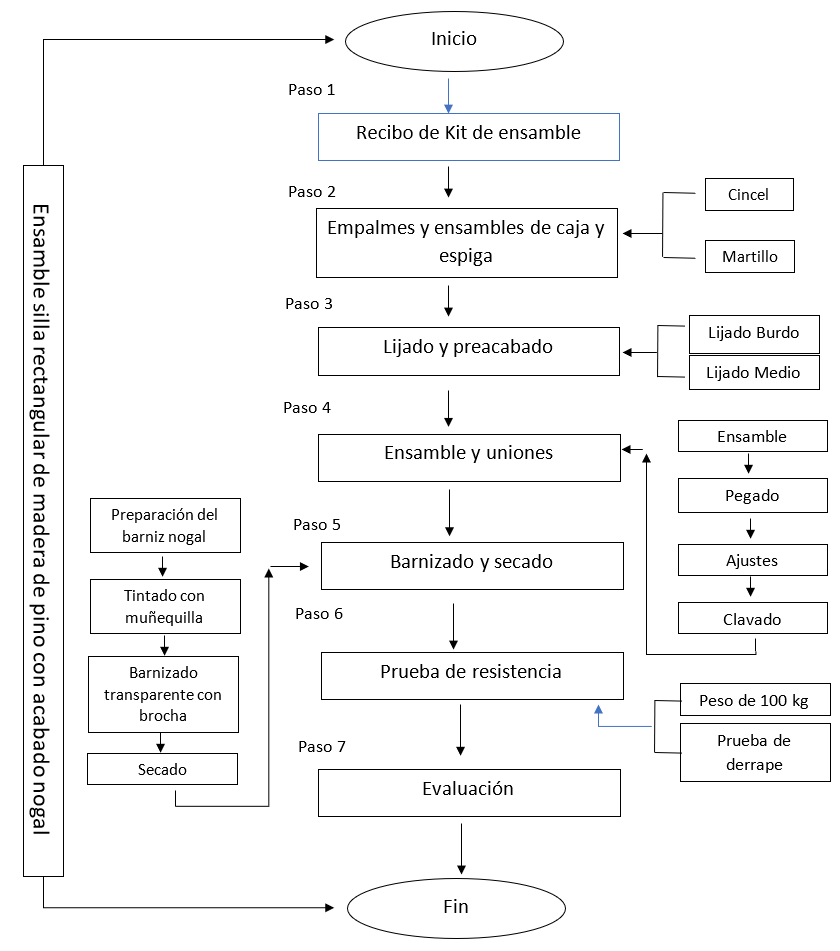 Ensamble silla rectangular de madera de pino con acabado nogal
Inicio
Paso 1
Recibo de Kit de ensamble
Paso 2
Empalmes y ensambles de caja y
espiga
Cincel
Martillo
Paso 3
Lijado y preacabado
Lijado Burdo
Lijado Medio
Paso 4
Ensamble y uniones
Ensamble
Pegado
Ajustes
Clavado
Paso 5
Barnizado y secado
Preparación del
barniz nogal
Tintado con
muñequilla
Barnizado
transparente con
brocha
Secado
Paso 6
Prueba de resistencia
Peso de 100 kg
Prueba de
derrape
Paso 7
Evaluación
Fin